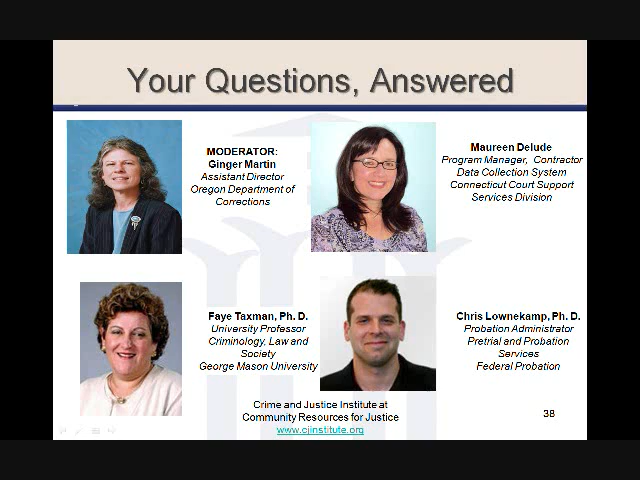 Your Questions, Answered
MODERATOR:
Ginger Martin
Assistant Director
Oregon Department of
Corrections
Maureen Delude
Program Manager, Contractor
Data Collection System
Connecticut Court Support
Services Division
Faye Taxman, Ph. D.
University Professor
Criminology, Law and
Society
George Mason University
Chris Lownekamp, Ph. D.
Probation Administrator
Pretrial and Probation
Services
Federal Probation
Crime and Justice Institute at
Community Resources for Justice
www.cjinstitute.org
38